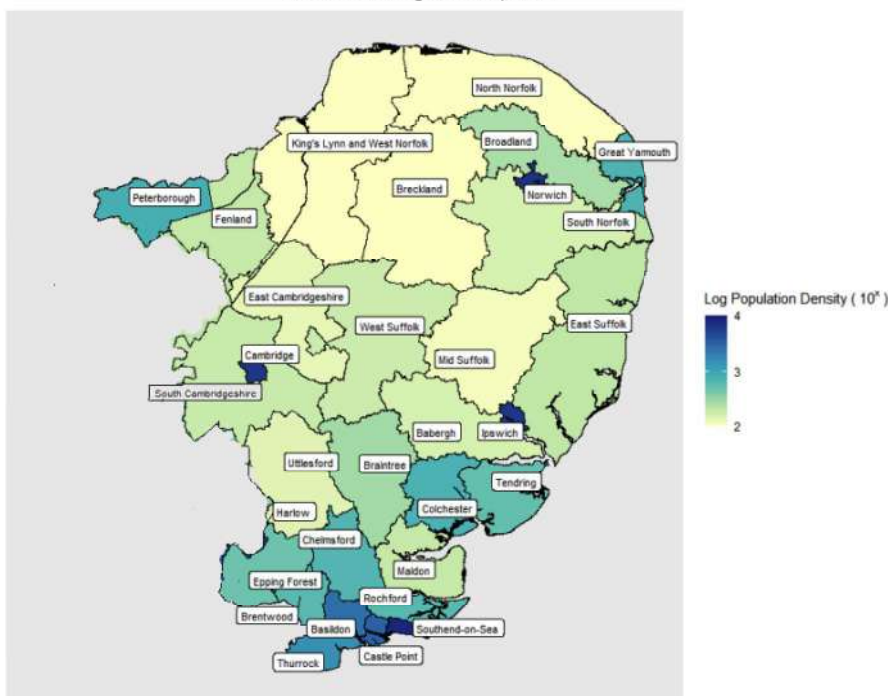 North Norfolk
Broadland
King's Lynn and West Norfolk
Great Yarmouth
Breckland
Peterborough
Norwich
Fenland
South Norfolk
East Cambridgeshire
West Suffolk
East Suffolk
Cambridge
Mid Suffolk
South Cambridgeshire
Babergh
Ipswich
Uttlesford
Braintree
Tendring
Colchester
Harlow
Chelmsford
Maldon
Epping Forest
Rochford
Brentwood
Basildon
Southend-on-Sea
Castle Point
Thurrock
Log Population Density ( 10ˣ )
4
3
2